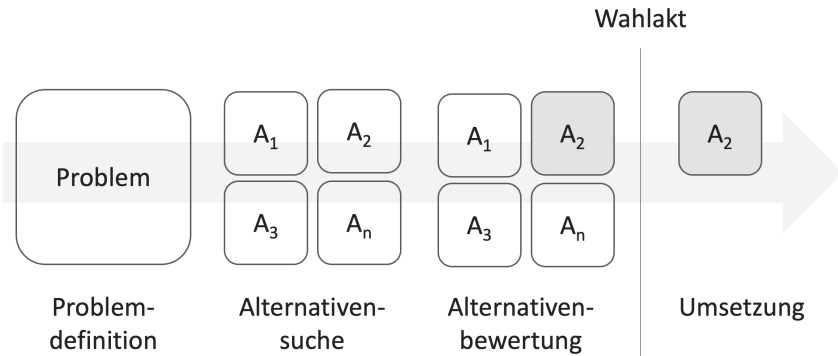 Wahlakt
Problem
A1 A2
A3 An
A1 A2
A3 An
A2
Problem-
definition
Alternativen-
suche
Alternativen-
bewertung
Umsetzung